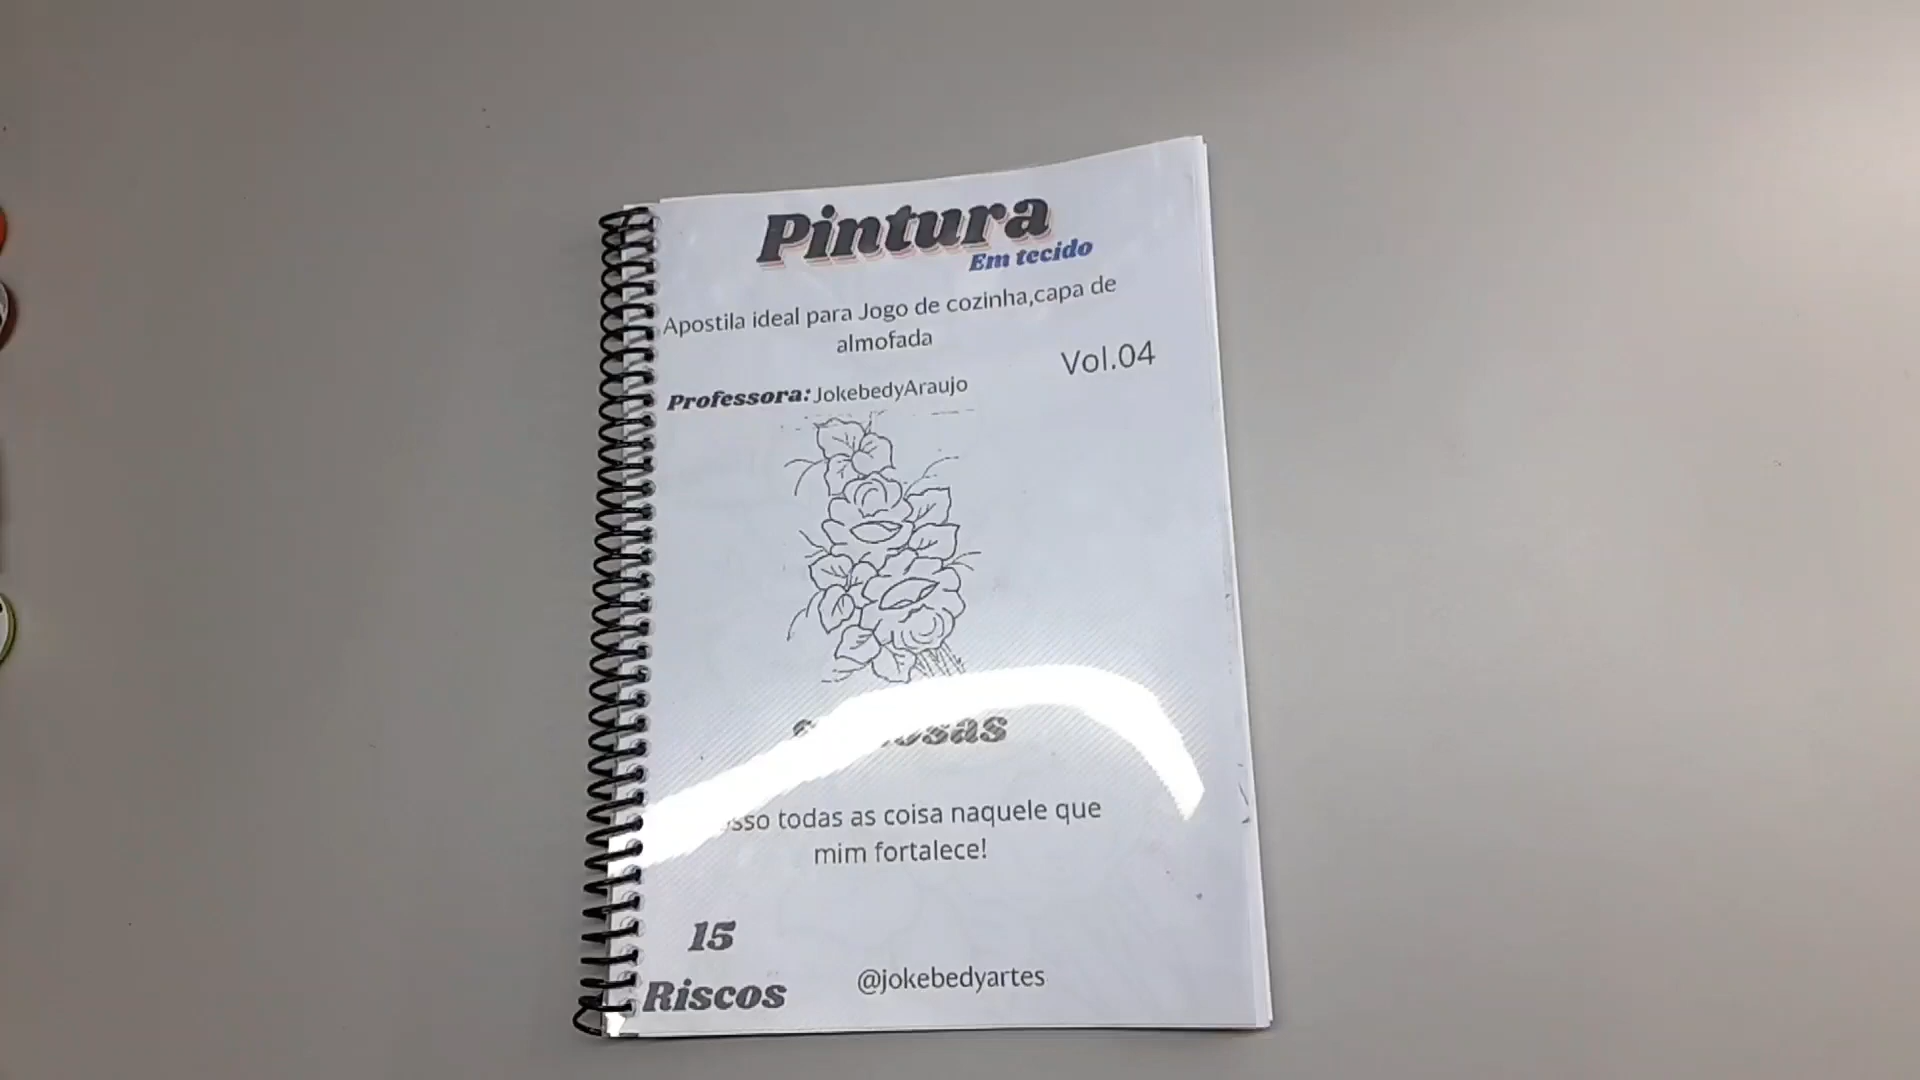 Pintura
Em tecido
Apostila ideal para Jogo de cozinha,capa de
almofada
Vol.04
Professora: JokebedyAraujo
todas as coisa naquele que
mim fortalece!
15
Riscos
@jokebedyartes